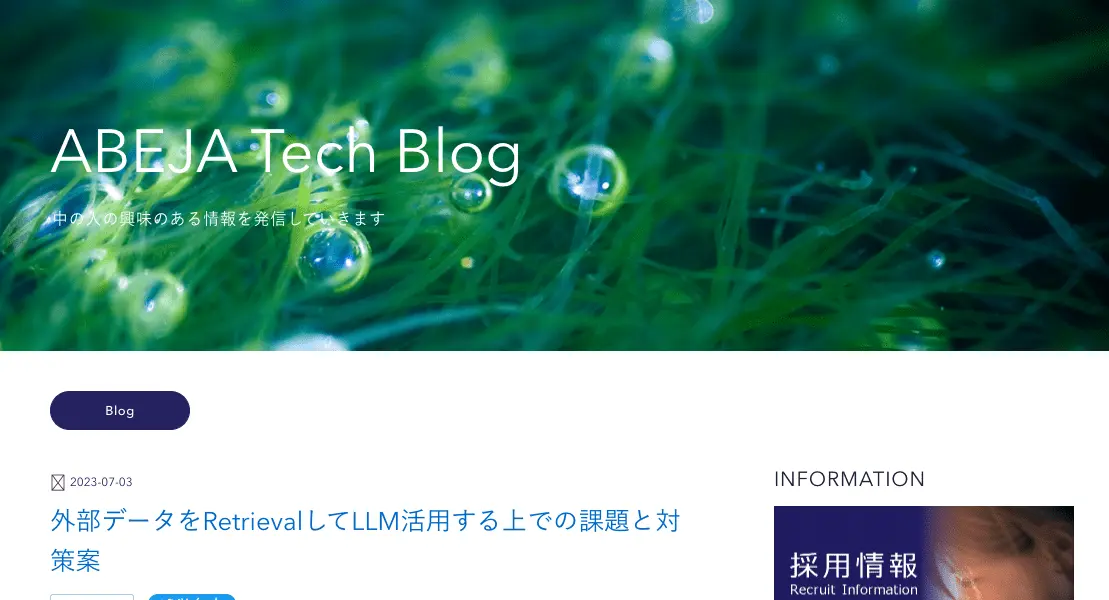 ABEJA Tech Blog
中の人の興味のある情報を発信していきます
Blog
2023-07-03
外部データをRetrievalしてLLM活用する上での課題と対
策案
INFORMATION
採用情報
Recruit Information